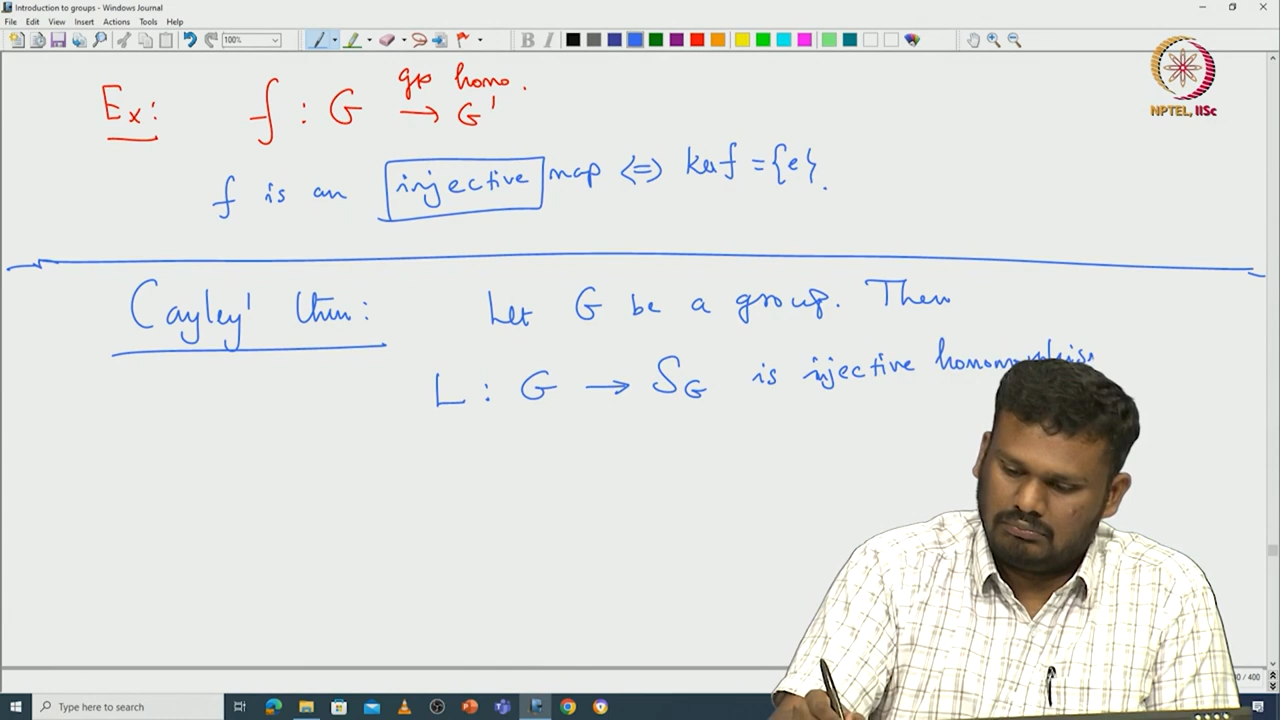 Introduction to groups - Windows Journal
File Edit View Insert Actions Tools Help
100%
NPTEL, IISc
Ex: f : G → G' gp homo.
f is an injective map ⇔ ker f = {e}.
Cayley' thm: Let G be a group. Then
L : G → S_G is injective
Type here to search